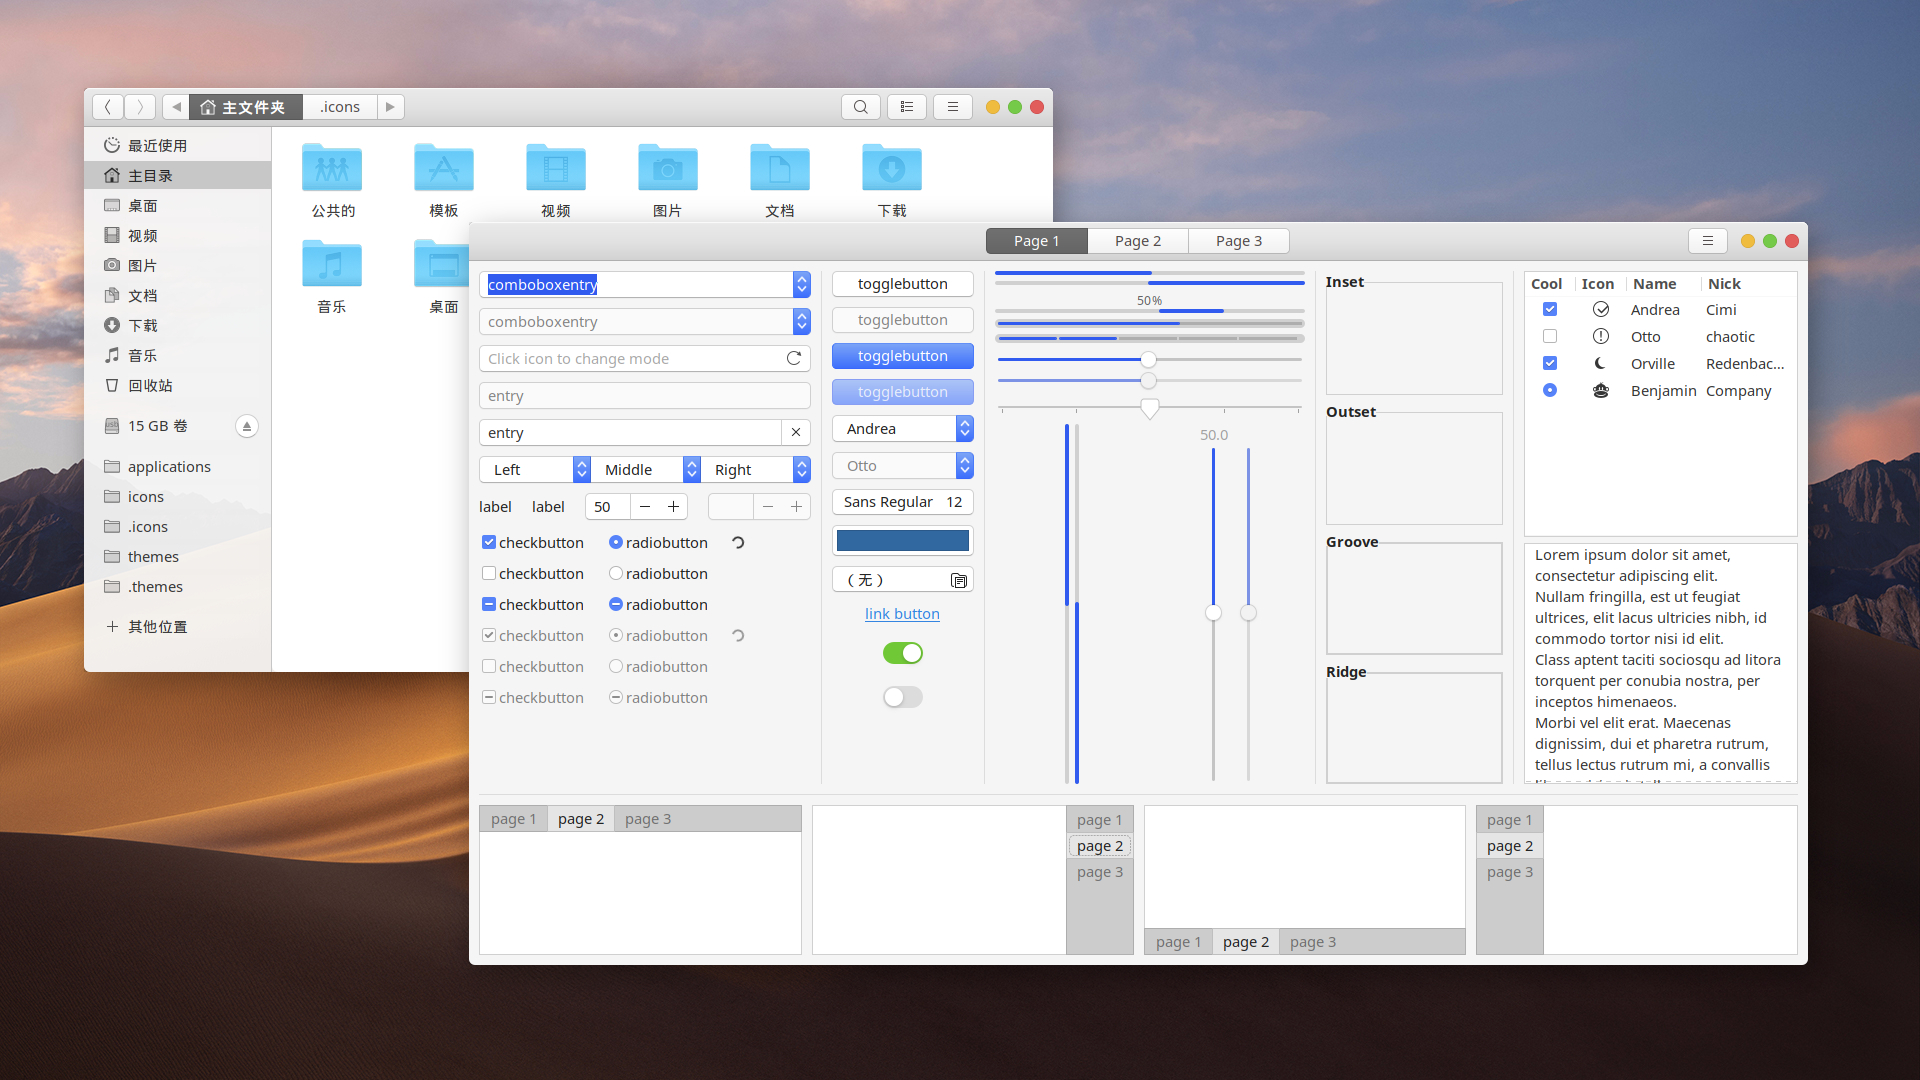 主文件夹
.icons
最近使用
主目录
桌面
视频
图片
文档
下载
音乐
回收站
15 GB 卷
applications
icons
.icons
themes
.themes
其他位置
公共的
模板
视频
图片
文档
下载
音乐
桌面
Page 1
Page 2
Page 3
comboboxentry
comboboxentry
Click icon to change mode
entry
entry
Left
Middle
Right
label
label
50
checkbutton
radiobutton
checkbutton
radiobutton
checkbutton
radiobutton
checkbutton
radiobutton
checkbutton
radiobutton
checkbutton
radiobutton
togglebutton
togglebutton
togglebutton
togglebutton
Andrea
Otto
Sans Regular 12
（无）
link button
50%
50.0
Inset
Outset
Groove
Ridge
Cool Icon Name Nick
Andrea Cimi
Otto chaotic
Orville Redenbac...
Benjamin Company
Lorem ipsum dolor sit amet,
consectetur adipiscing elit.
Nullam fringilla, est ut feugiat
ultrices, elit lacus ultricies nibh, id
commodo tortor nisi id elit.
Class aptent taciti sociosqu ad litora
torquent per conubia nostra, per
inceptos himenaeos.
Morbi vel elit erat. Maecenas
dignissim, dui et pharetra rutrum,
tellus lectus rutrum mi, a convallis
page 1
page 2
page 3
page 1
page 2
page 3
page 1
page 2
page 3
page 1
page 2
page 3